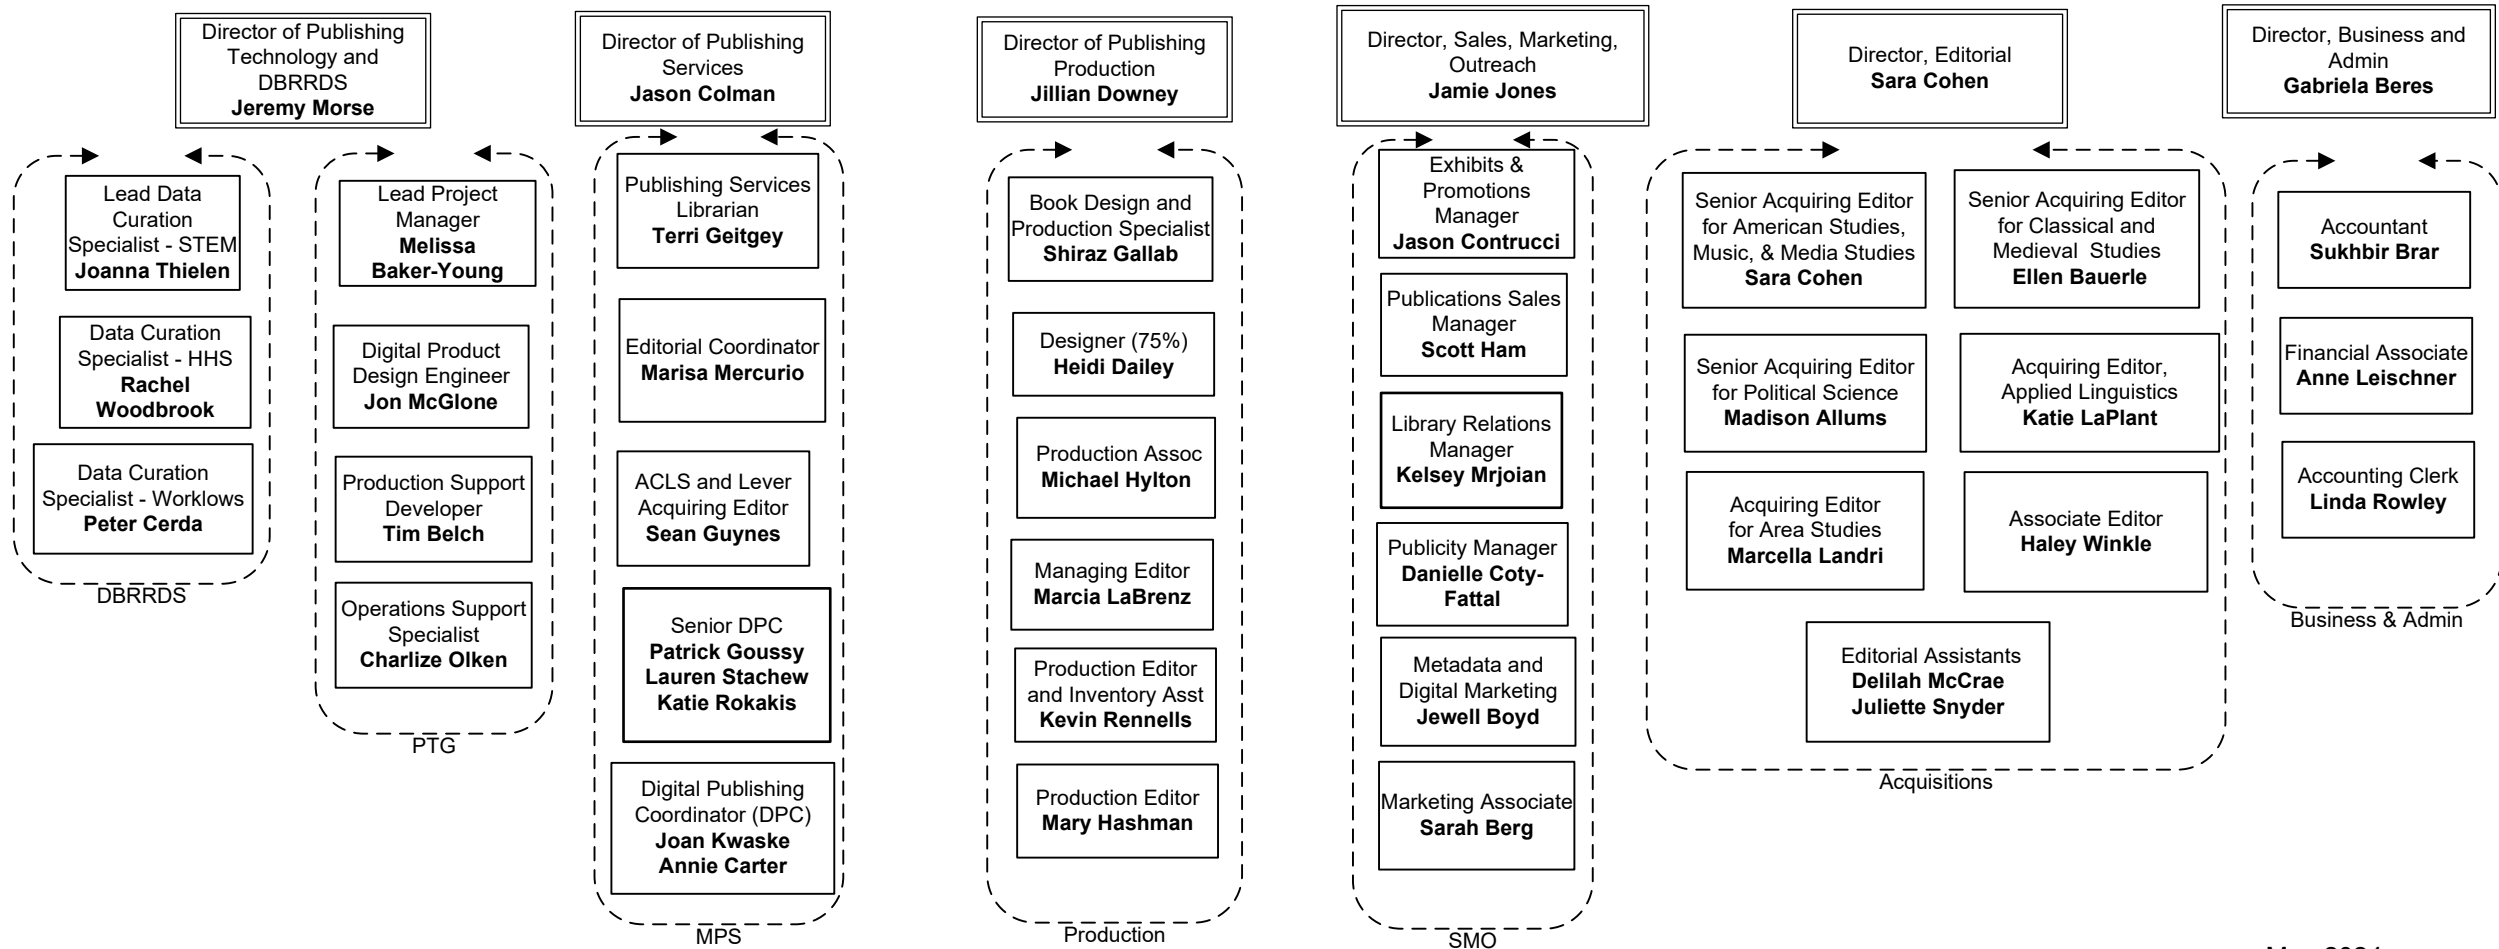 Director of Publishing
Technology and
DBRRDS
Jeremy Morse
Director of Publishing
Services
Jason Colman
Director of Publishing
Production
Jillian Downey
Director, Sales, Marketing,
Outreach
Jamie Jones
Director, Editorial
Sara Cohen
Director, Business and
Admin
Gabriela Beres
Lead Data
Curation
Specialist - STEM
Joanna Thielen
Data Curation
Specialist - HHS
Rachel
Woodbrook
Data Curation
Specialist - Worklows
Peter Cerda
DBRRDS
Lead Project
Manager
Melissa
Baker-Young
Digital Product
Design Engineer
Jon McGlone
Production Support
Developer
Tim Belch
Operations Support
Specialist
Charlize Olken
PTG
Publishing Services
Librarian
Terri Geitgey
Editorial Coordinator
Marisa Mercurio
ACLS and Lever
Acquiring Editor
Sean Guynes
Senior DPC
Patrick Goussy
Lauren Stachew
Katie Rokakis
Digital Publishing
Coordinator (DPC)
Joan Kwaske
Annie Carter
MPS
Book Design and
Production Specialist
Shiraz Gallab
Designer (75%)
Heidi Dailey
Production Assoc
Michael Hylton
Managing Editor
Marcia LaBrenz
Production Editor
and Inventory Asst
Kevin Rennells
Production Editor
Mary Hashman
Production
Exhibits &
Promotions
Manager
Jason Contrucci
Publications Sales
Manager
Scott Ham
Library Relations
Manager
Kelsey Mrjoian
Publicity Manager
Danielle Coty-
Fattal
Metadata and
Digital Marketing
Jewell Boyd
Marketing Associate
Sarah Berg
SMO
Senior Acquiring Editor
for American Studies,
Music, & Media Studies
Sara Cohen
Senior Acquiring Editor
for Classical and
Medieval  Studies
Ellen Bauerle
Senior Acquiring Editor
for Political Science
Madison Allums
Acquiring Editor,
Applied Linguistics
Katie LaPlant
Acquiring Editor
for Area Studies
Marcella Landri
Associate Editor
Haley Winkle
Editorial Assistants
Delilah McCrae
Juliette Snyder
Acquisitions
Accountant
Sukhbir Brar
Financial Associate
Anne Leischner
Accounting Clerk
Linda Rowley
Business & Admin